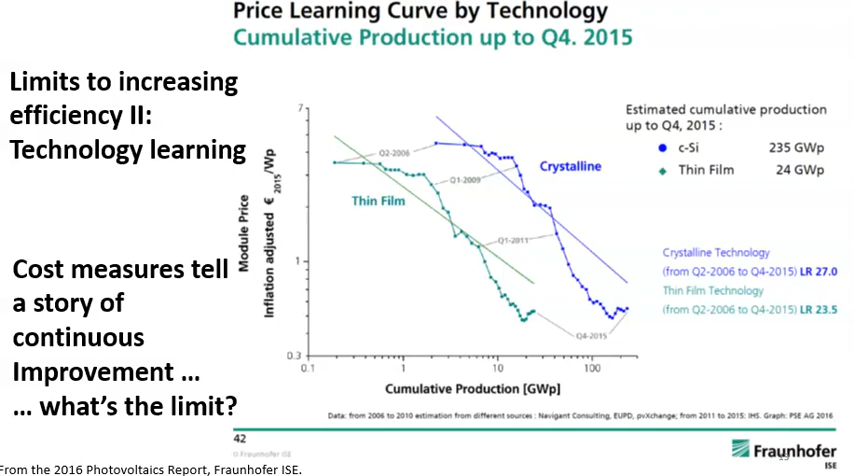 Price Learning Curve by Technology
Cumulative Production up to Q4. 2015
Limits to increasing
efficiency II:
Technology learning
Cost measures tell
a story of
continuous
Improvement ...
... what's the limit?
Module Price
Inflation adjusted € 2015/Wp
7
1
0.3
0.1
1
10
100
Cumulative Production [GWp]
Q2-2006
Q1-2009
Q1-2011
Q4-2015
Crystalline
Thin Film
Estimated cumulative production
up to Q4, 2015 :
c-Si 235 GWp
Thin Film 24 GWp
Crystalline Technology
(from Q2-2006 to Q4-2015) LR 27.0
Thin Film Technology
(from Q2-2006 to Q4-2015) LR 23.5
Data: from 2006 to 2010 estimation from different sources : Navigant Consulting, EUPD, pvXchange; from 2011 to 2015: IHS. Graph: PSE AG 2016
42
© Fraunhofer ISE
Fraunhofer
ISE
From the 2016 Photovoltaics Report, Fraunhofer ISE.